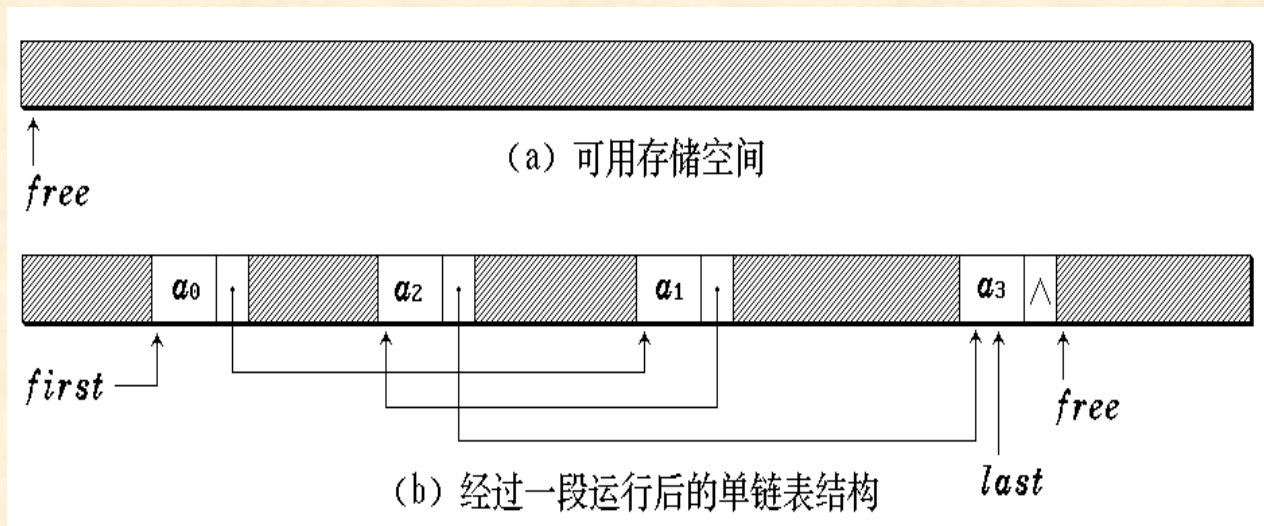 (a) 可用存储空间
free
a0 a2 a1 a3 ∧
first
free
last
(b) 经过一段运行后的单链表结构